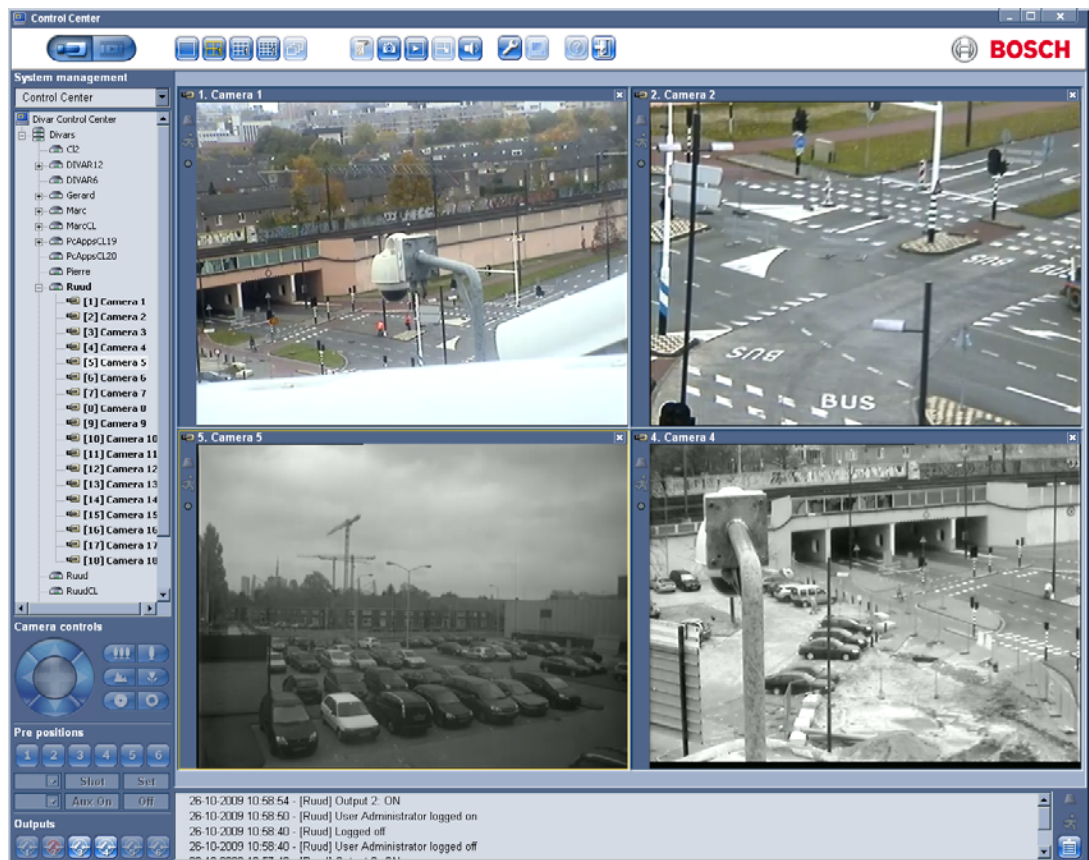 Control Center
BOSCH
System management
Control Center
Divar Control Center
Divars
Cl2
DIVAR12
DIVAR6
Gerard
Marc
MarcCL
PcAppsCL19
PcAppsCL20
Pierre
Ruud
[1] Camera 1
[2] Camera 2
[3] Camera 3
[4] Camera 4
[5] Camera 5
[6] Camera 6
[7] Camera 7
[8] Camera 8
[9] Camera 9
[10] Camera 10
[11] Camera 11
[12] Camera 12
[13] Camera 13
[14] Camera 14
[15] Camera 15
[16] Camera 16
[17] Camera 17
[18] Camera 18
Ruud
RuudCL
Camera controls
Pre positions
1 2 3 4 5 6
Shot Set
Aux On Off
Outputs
1. Camera 1
2. Camera 2
BUS
BUS
BUS
BUS
5. Camera 5
4. Camera 4
26-10-2009 10:58:54 - [Ruud] Output 2: ON
26-10-2009 10:58:50 - [Ruud] User Administrator logged on
26-10-2009 10:58:40 - [Ruud] Logged off
26-10-2009 10:58:40 - [Ruud] User Administrator logged off